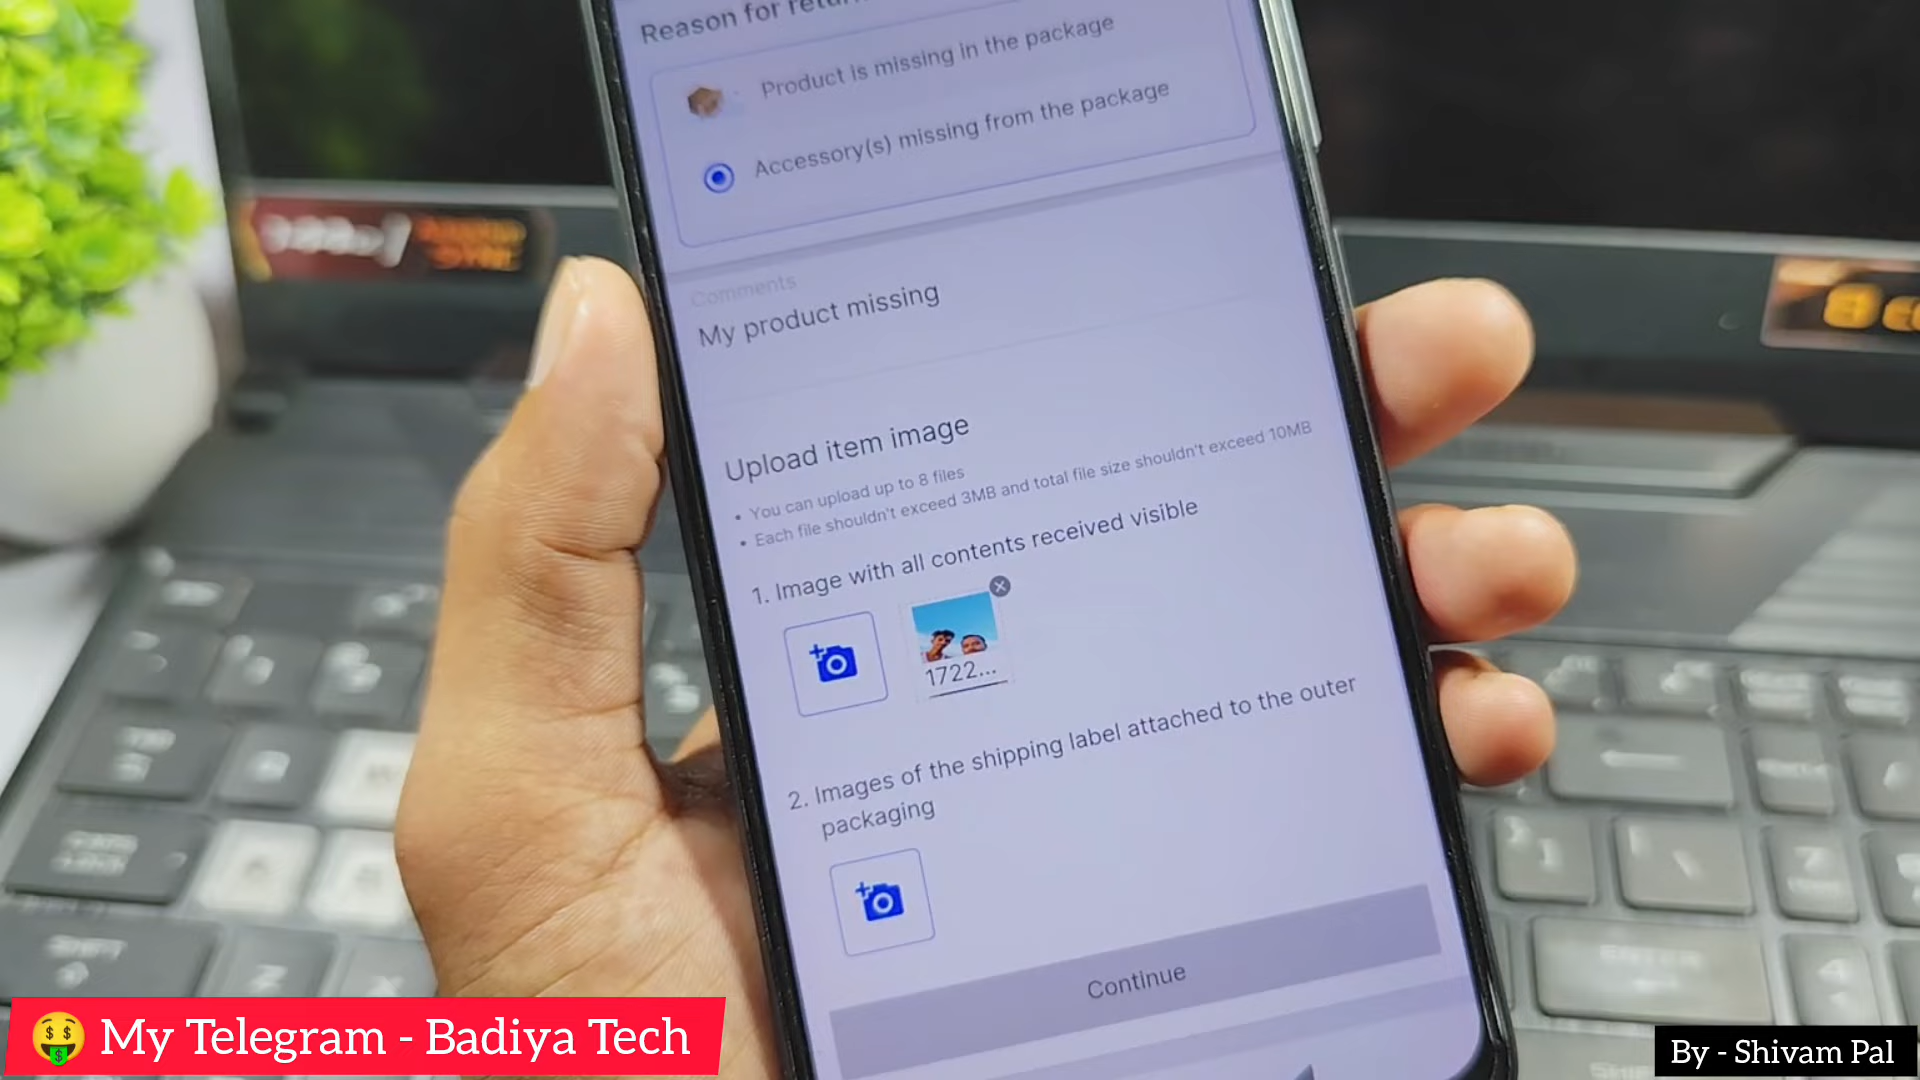 Reason for
Product is missing in the package
Accessory(s) missing from the package
Comments
My product missing
Upload item image
• You can upload up to 8 files
• Each file shouldn't exceed 3MB and total file size shouldn't exceed 10MB
1. Image with all contents received visible
1722...
2. Images of the shipping label attached to the outer
packaging
Continue
SHIFT
Z
X
ENTER
My Telegram - Badiya Tech
By - Shivam Pal